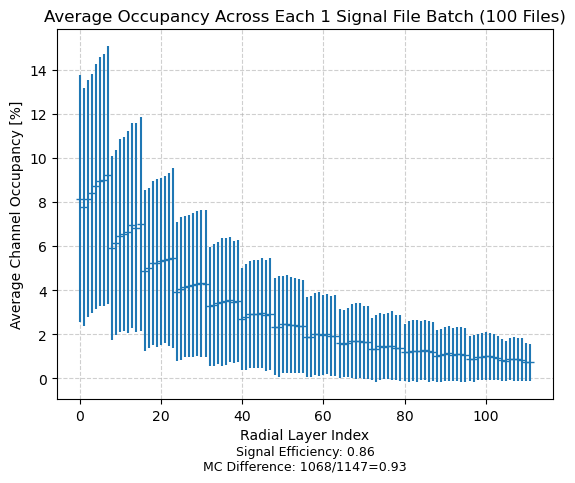 Average Occupancy Across Each 1 Signal File Batch (100 Files)
Average Channel Occupancy [%]
14
12
10
8
6
4
2
0
0 20 40 60 80 100
Radial Layer Index
Signal Efficiency: 0.86
MC Difference: 1068/1147=0.93